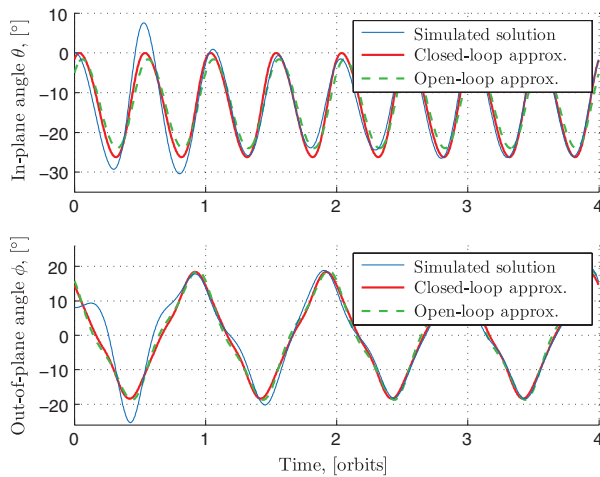 In-plane angle θ, [°]
0
−10
−20
−30
0
1
2
3
4
Simulated solution
Closed-loop approx.
Open-loop approx.
Out-of-plane angle ϕ, [°]
20
10
0
−10
−20
0
1
2
3
4
Simulated solution
Closed-loop approx.
Open-loop approx.
Time, [orbits]